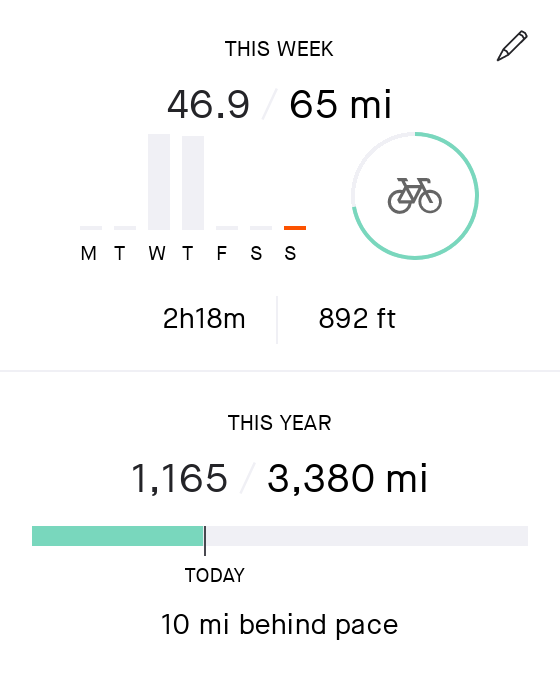 THIS WEEK
46.9 / 65 mi
M T W T F S S
2h18m 892 ft
THIS YEAR
1,165 / 3,380 mi
TODAY
10 mi behind pace